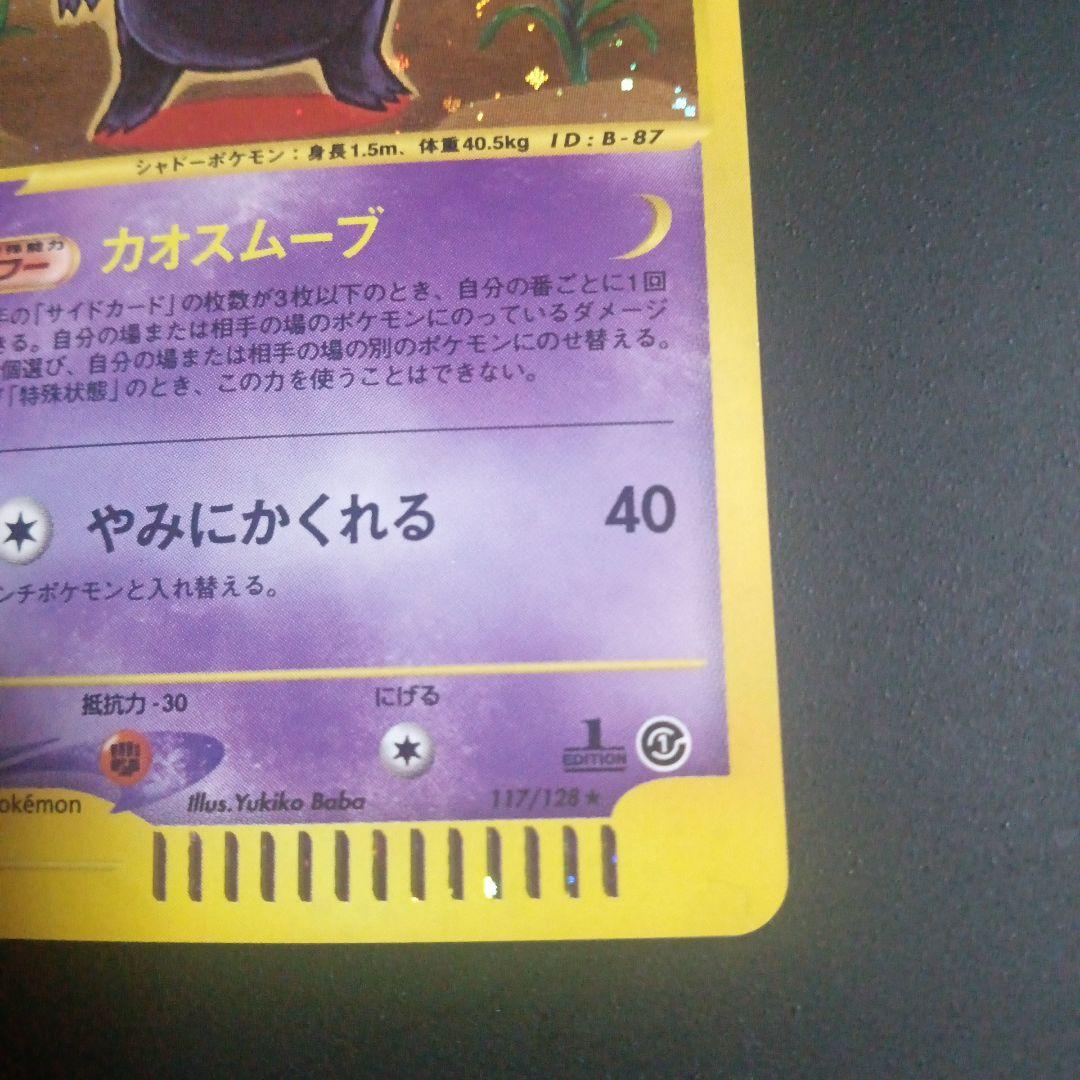 シャドーポケモン：身長1.5m、体重40.5kg ID：B-87
殊能力
カオスムーブ
の「サイドカード」の枚数が3枚以下のとき、自分の番ごとに1回
きる。自分の場または相手の場のポケモンにのっているダメージ
個選び、自分の場または相手の場の別のポケモンにのせ替える。
「特殊状態」のとき、この力を使うことはできない。
やみにかくれる 40
ンチポケモンと入れ替える。
抵抗力-30 にげる
1
EDITION
okémon Illus.Yukiko Baba 117/128★